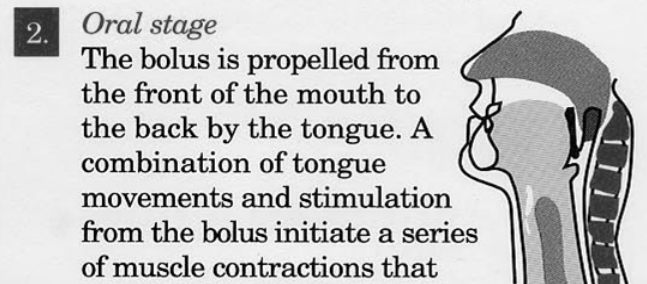 2. Oral stage
The bolus is propelled from
the front of the mouth to
the back by the tongue. A
combination of tongue
movements and stimulation
from the bolus initiate a series
of muscle contractions that